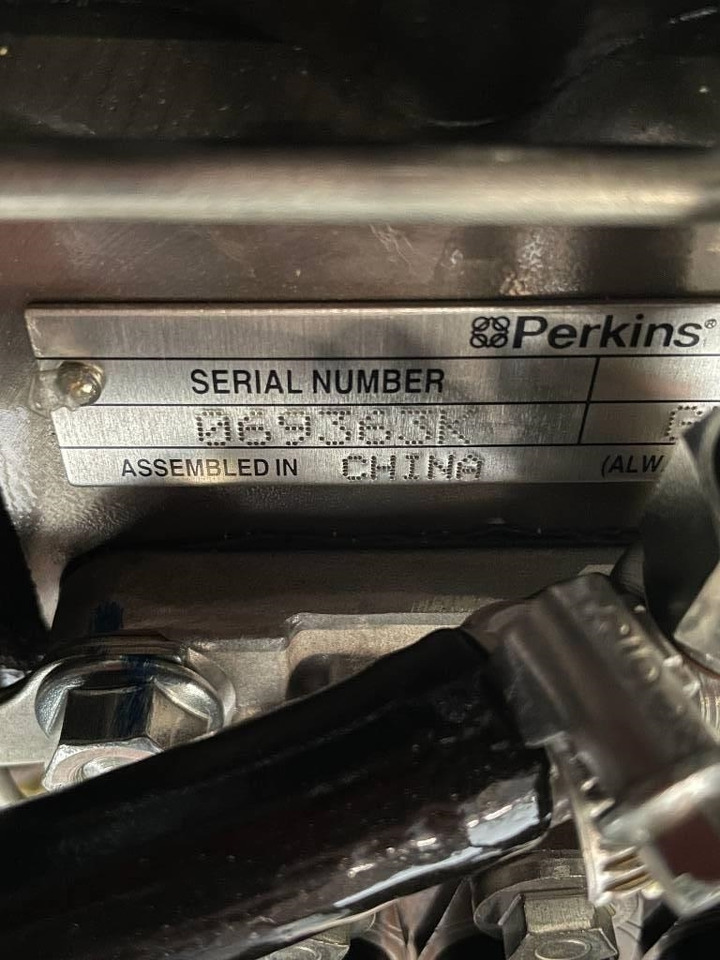 Perkins®
SERIAL NUMBER
069363K
ASSEMBLED IN CHINA (ALW